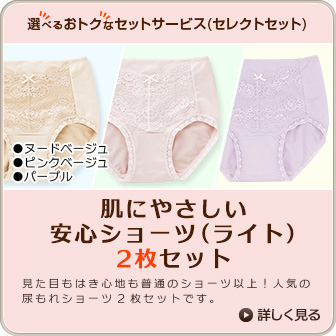 選べるおトクなセットサービス(セレクトセット)
●ヌードベージュ
●ピンクベージュ
●パープル
肌にやさしい
安心ショーツ(ライト)
2枚セット
見た目もはき心地も普通のショーツ以上!人気の
尿もれショーツ2枚セットです。
詳しく見る